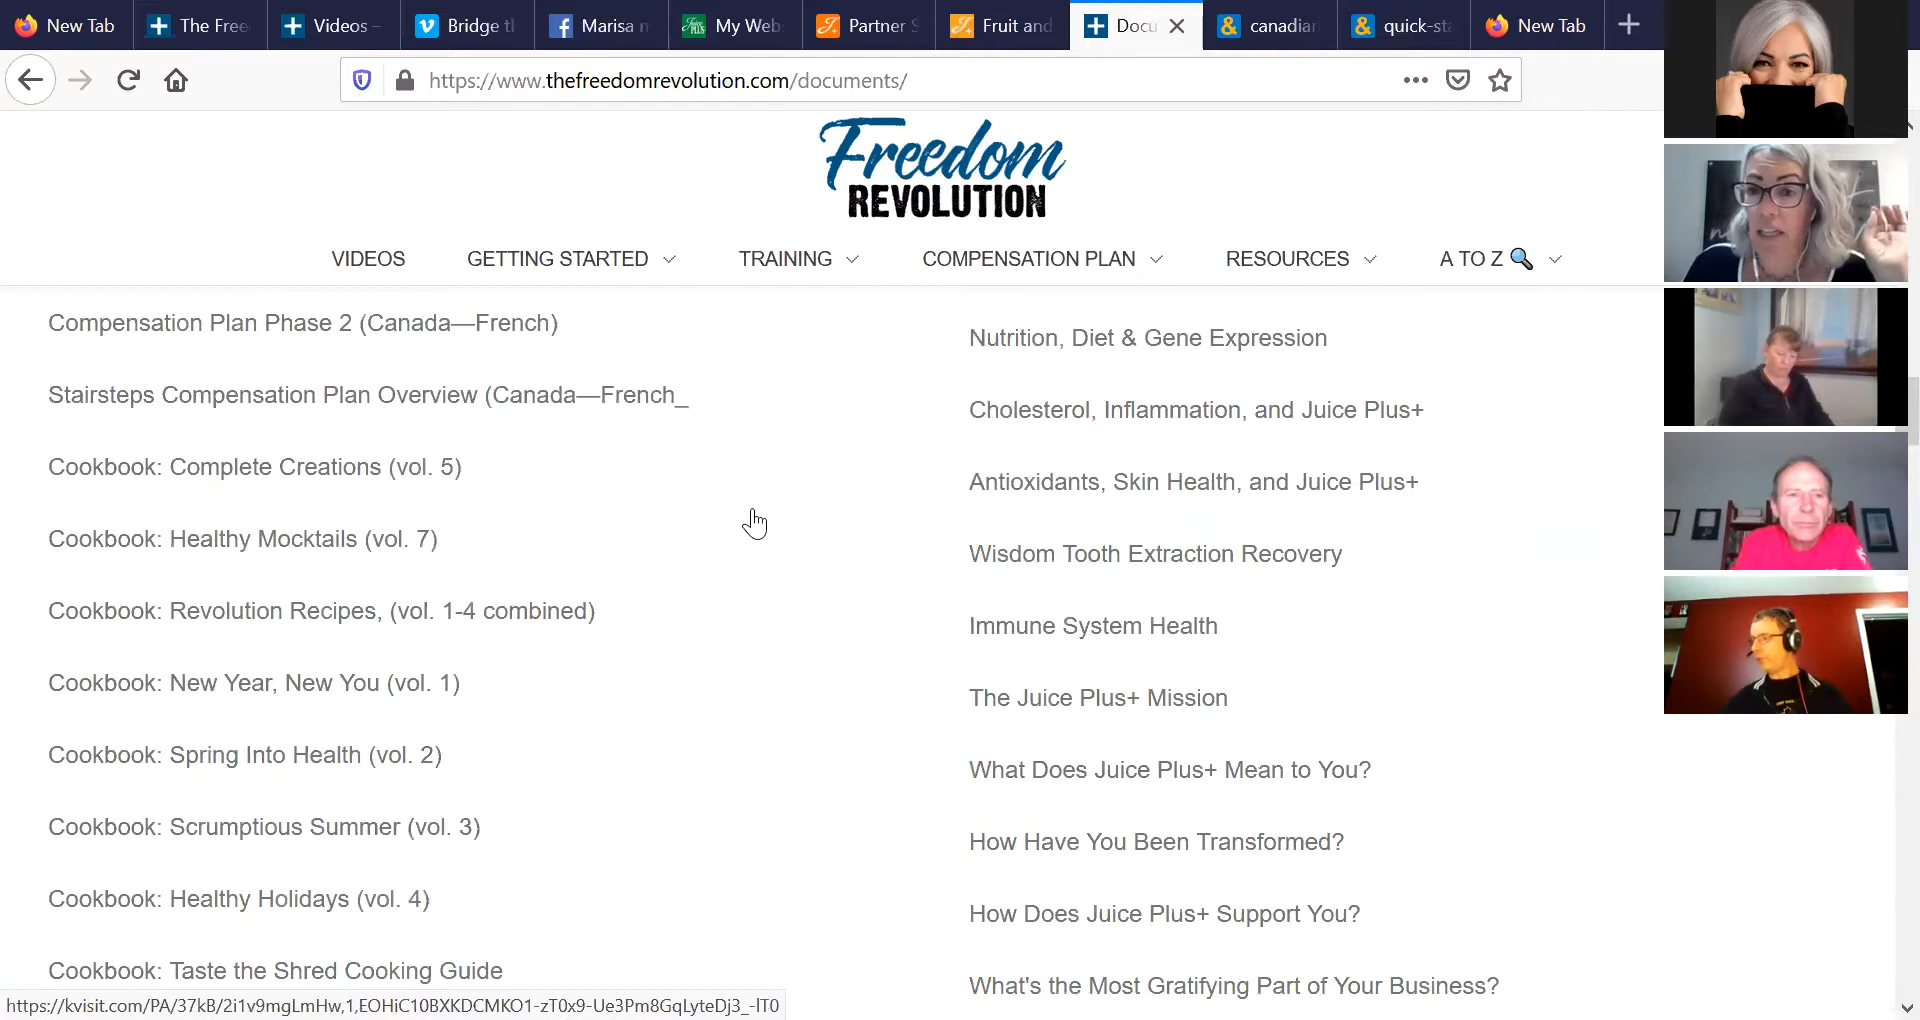 New Tab
The Free
Videos –
Bridge t
Marisa m
My Web
Partner S
Fruit and
Docu
canadian
quick-sta
New Tab
https://www.thefreedomrevolution.com/documents/
Freedom
REVOLUTION
VIDEOS
GETTING STARTED
TRAINING
COMPENSATION PLAN
RESOURCES
A TO Z
Compensation Plan Phase 2 (Canada—French)
Stairsteps Compensation Plan Overview (Canada—French_
Cookbook: Complete Creations (vol. 5)
Cookbook: Healthy Mocktails (vol. 7)
Cookbook: Revolution Recipes, (vol. 1-4 combined)
Cookbook: New Year, New You (vol. 1)
Cookbook: Spring Into Health (vol. 2)
Cookbook: Scrumptious Summer (vol. 3)
Cookbook: Healthy Holidays (vol. 4)
Cookbook: Taste the Shred Cooking Guide
Nutrition, Diet & Gene Expression
Cholesterol, Inflammation, and Juice Plus+
Antioxidants, Skin Health, and Juice Plus+
Wisdom Tooth Extraction Recovery
Immune System Health
The Juice Plus+ Mission
What Does Juice Plus+ Mean to You?
How Have You Been Transformed?
How Does Juice Plus+ Support You?
What's the Most Gratifying Part of Your Business?
https://kvisit.com/PA/37kB/2i1v9mgLmHw,1,EOHiC10BXKDCMKO1-zT0x9-Ue3Pm8GqLyteDj3_-lT0